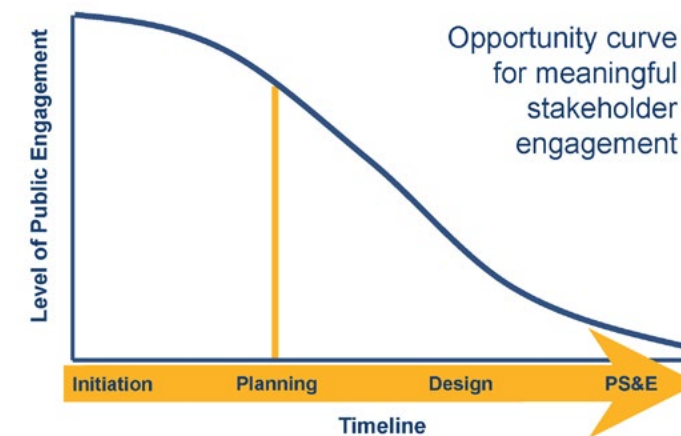 Opportunity curve
for meaningful
stakeholder
engagement
Level of Public Engagement
Initiation
Planning
Design
PS&E
Timeline